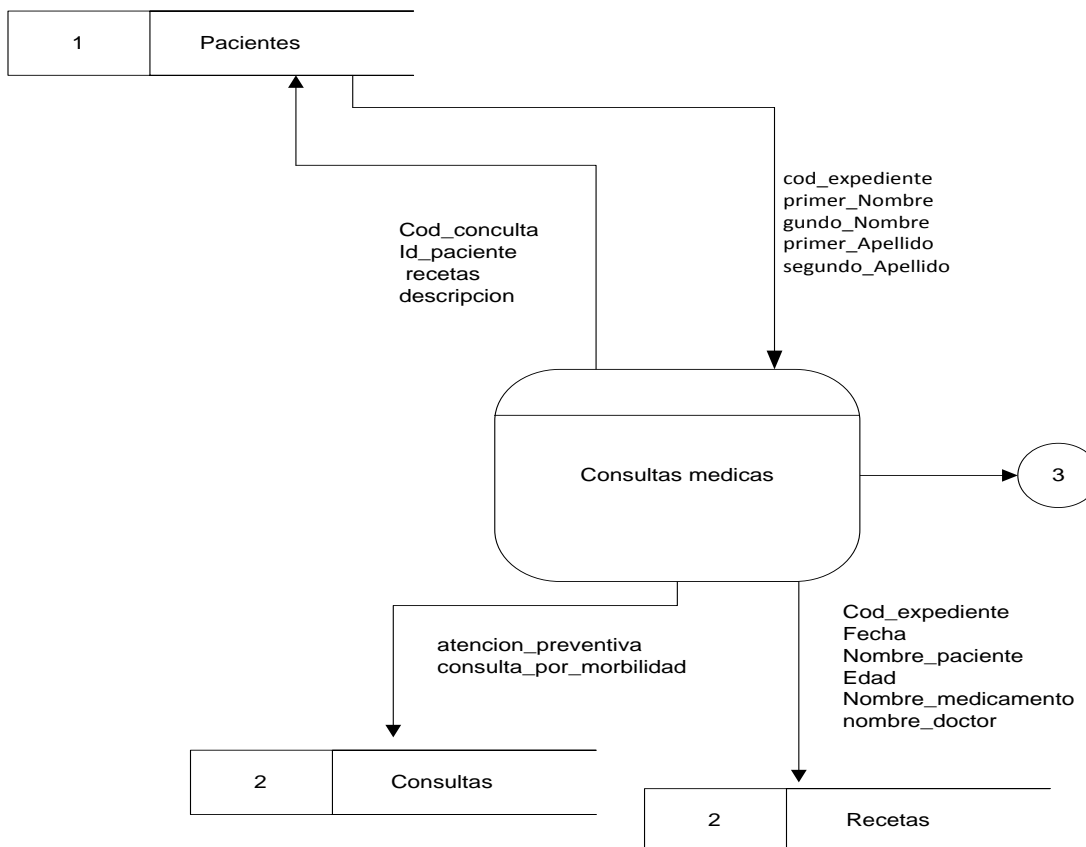 1
Pacientes
cod_expediente
primer_Nombre
gundo_Nombre
primer_Apellido
segundo_Apellido
Cod_conculta
Id_paciente
recetas
descripcion
Consultas medicas
3
atencion_preventiva
consulta_por_morbilidad
Cod_expediente
Fecha
Nombre_paciente
Edad
Nombre_medicamento
nombre_doctor
2
Consultas
2
Recetas